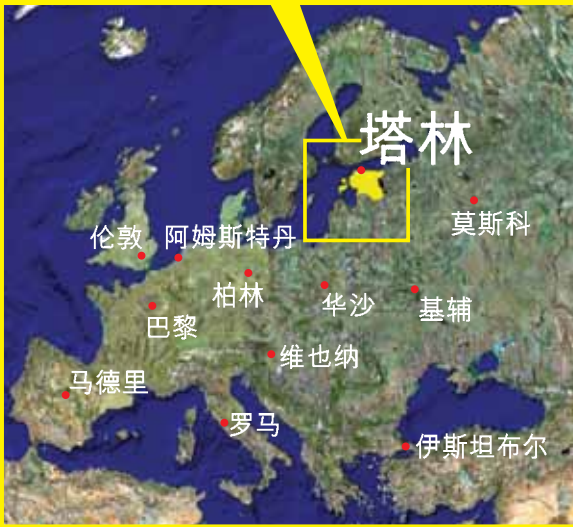 塔林
莫斯科
伦敦
阿姆斯特丹
柏林
华沙
基辅
巴黎
维也纳
马德里
罗马
伊斯坦布尔